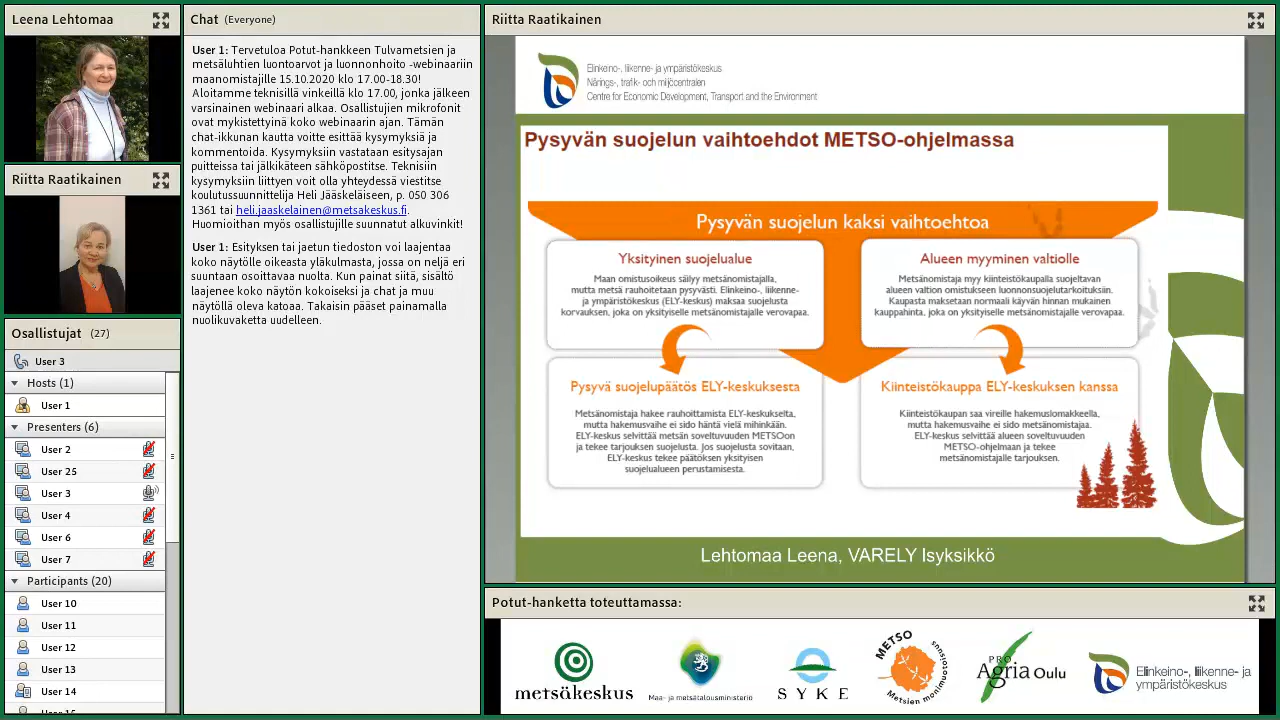 Leena Lehtomaa
Riitta Raatikainen
Osallistujat (27)
User 3
Hosts (1)
User 1
Presenters (6)
User 2
User 25
User 3
User 4
User 6
User 7
Participants (20)
User 10
User 11
User 12
User 13
User 14
Chat (Everyone)
User 1: Tervetuloa Potut-hankkeen Tulvametsien ja
metsäluhtien luontoarvot ja luonnonhoito -webinaariin
maanomistajille 15.10.2020 klo 17.00-18.30!
Aloitamme teknisillä vinkeillä klo 17.00, jonka jälkeen
varsinainen webinaari alkaa. Osallistujien mikrofonit
ovat mykistettyinä koko webinaarin ajan. Tämän
chat-ikkunan kautta voitte esittää kysymyksiä ja
kommentoida. Kysymyksiin vastataan esitysajan
puitteissa tai jälkikäteen sähköpostitse. Teknisiin
kysymyksiin liittyen voit olla yhteydessä viestitse
koulutussuunnittelija Heli Jääskeläiseen, p. 050 306
1361 tai heli.jaaskelainen@metsakeskus.fi.
Huomaathan myös osallistujille suunnatut alkuvinkit!
User 1: Esityksen tai jaetun tiedoston voi laajentaa
koko näytölle oikeasta yläkulmasta, jossa on neljä eri
suuntaan osoittavaa nuolta. Kun painat siitä, sisältö
laajenee koko näytön kokoiseksi ja chat ja muu
näytöllä oleva katoaa. Takaisin pääset painamalla
nuolikuvaketta uudelleen.
Riitta Raatikainen
Elinkeino-, liikenne- ja ympäristökeskus
Närings-, trafik- och miljöcentralen
Centre for Economic Development, Transport and the Environment
Pysyvän suojelun vaihtoehdot METSO-ohjelmassa
Pysyvän suojelun kaksi vaihtoehtoa
Yksityinen suojelualue
Maan omistusoikeus säilyy metsänomistajalla,
mutta metsä rauhoitetaan pysyvästi. Elinkeino-, liikenne-
ja ympäristökeskus (ELY-keskus) maksaa suojelusta
korvauksen, joka on yksityiselle metsänomistajalle verovapaa.
Alueen myyminen valtiolle
Metsänomistaja myy kiinteistökaupalla suojeltavan
alueen valtion omistukseen luonnonsuojelutarkoituksiin.
Kaupasta maksetaan normaali käyvän hinnan mukainen
kauppahinta, joka on yksityiselle metsänomistajalle verovapaa.
Pysyvä suojelupäätös ELY-keskuksesta
Metsänomistaja hakee rauhoittamista ELY-keskukselta,
mutta hakemusvaihe ei sido häntä vielä mihinkään.
ELY-keskus selvittää metsän soveltuvuuden METSOon
ja tekee tarjouksen suojelusta. Jos suojelusta sovitaan,
ELY-keskus tekee päätöksen yksityisen
suojelualueen perustamisesta.
Kiinteistökauppa ELY-keskuksen kanssa
Kiinteistökaupan saa vireille hakemuslomakkeella,
mutta hakemusvaihe ei sido metsänomistajaa.
ELY-keskus selvittää alueen soveltuvuuden
METSO-ohjelmaan ja tekee
metsänomistajalle tarjouksen.
Lehtomaa Leena, VARELY lsyksikkö
Potut-hanketta toteuttamassa:
metsäkeskus
Maa- ja metsätalousministeriö
SYKE
METSO
Metsien monimuotoisuus
PRO
Agria Oulu
Elinkeino-, liikenne- ja
ympäristökeskus